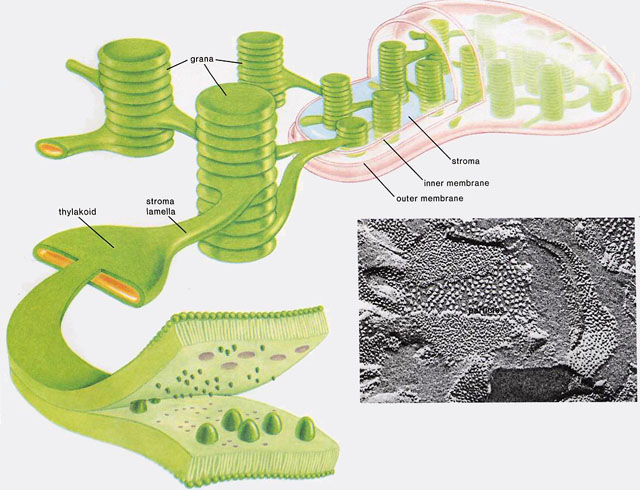 grana
stroma
inner membrane
outer membrane
stroma
lamella
thylakoid
particles